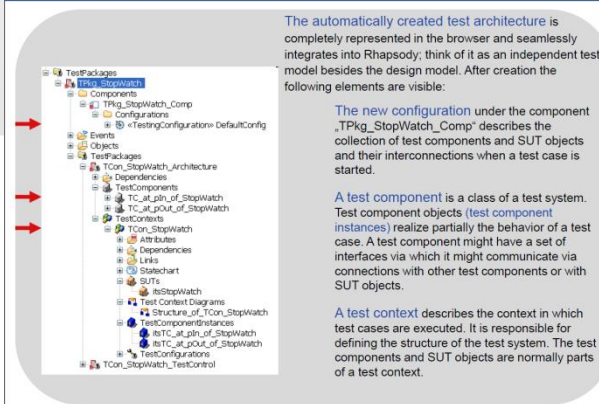 The automatically created test architecture is
completely represented in the browser and seamlessly
integrates into Rhapsody; think of it as an independent test
model besides the design model. After creation the
following elements are visible:
The new configuration under the component
„TPkg_StopWatch_Comp“ describes the
collection of test components and SUT objects
and their interconnections when a test case is
started.
A test component is a class of a test system.
Test component objects (test component
instances) realize partially the behavior of a test
case. A test component might have a set of
interfaces via which it might communicate via
connections with other test components or with
SUT objects.
A test context describes the context in which
test cases are executed. It is responsible for
defining the structure of the test system. The test
components and SUT objects are normally parts
of a test context.
TestPackages
TPkg_StopWatch
Components
TPkg_StopWatch_Comp
Configurations
«TestingConfiguration» DefaultConfig
Events
Objects
TestPackages
TCon_StopWatch_Architecture
Dependencies
TestComponents
TC_at_pIn_of_StopWatch
TC_at_pOut_of_StopWatch
TestContexts
TCon_StopWatch
Attributes
Dependencies
Links
Statechart
SUTs
itsStopWatch
Test Context Diagrams
Structure_of_TCon_StopWatch
TestComponentInstances
itsTC_at_pIn_of_StopWatch
itsTC_at_pOut_of_StopWatch
TestConfigurations
TCon_StopWatch_TestControl